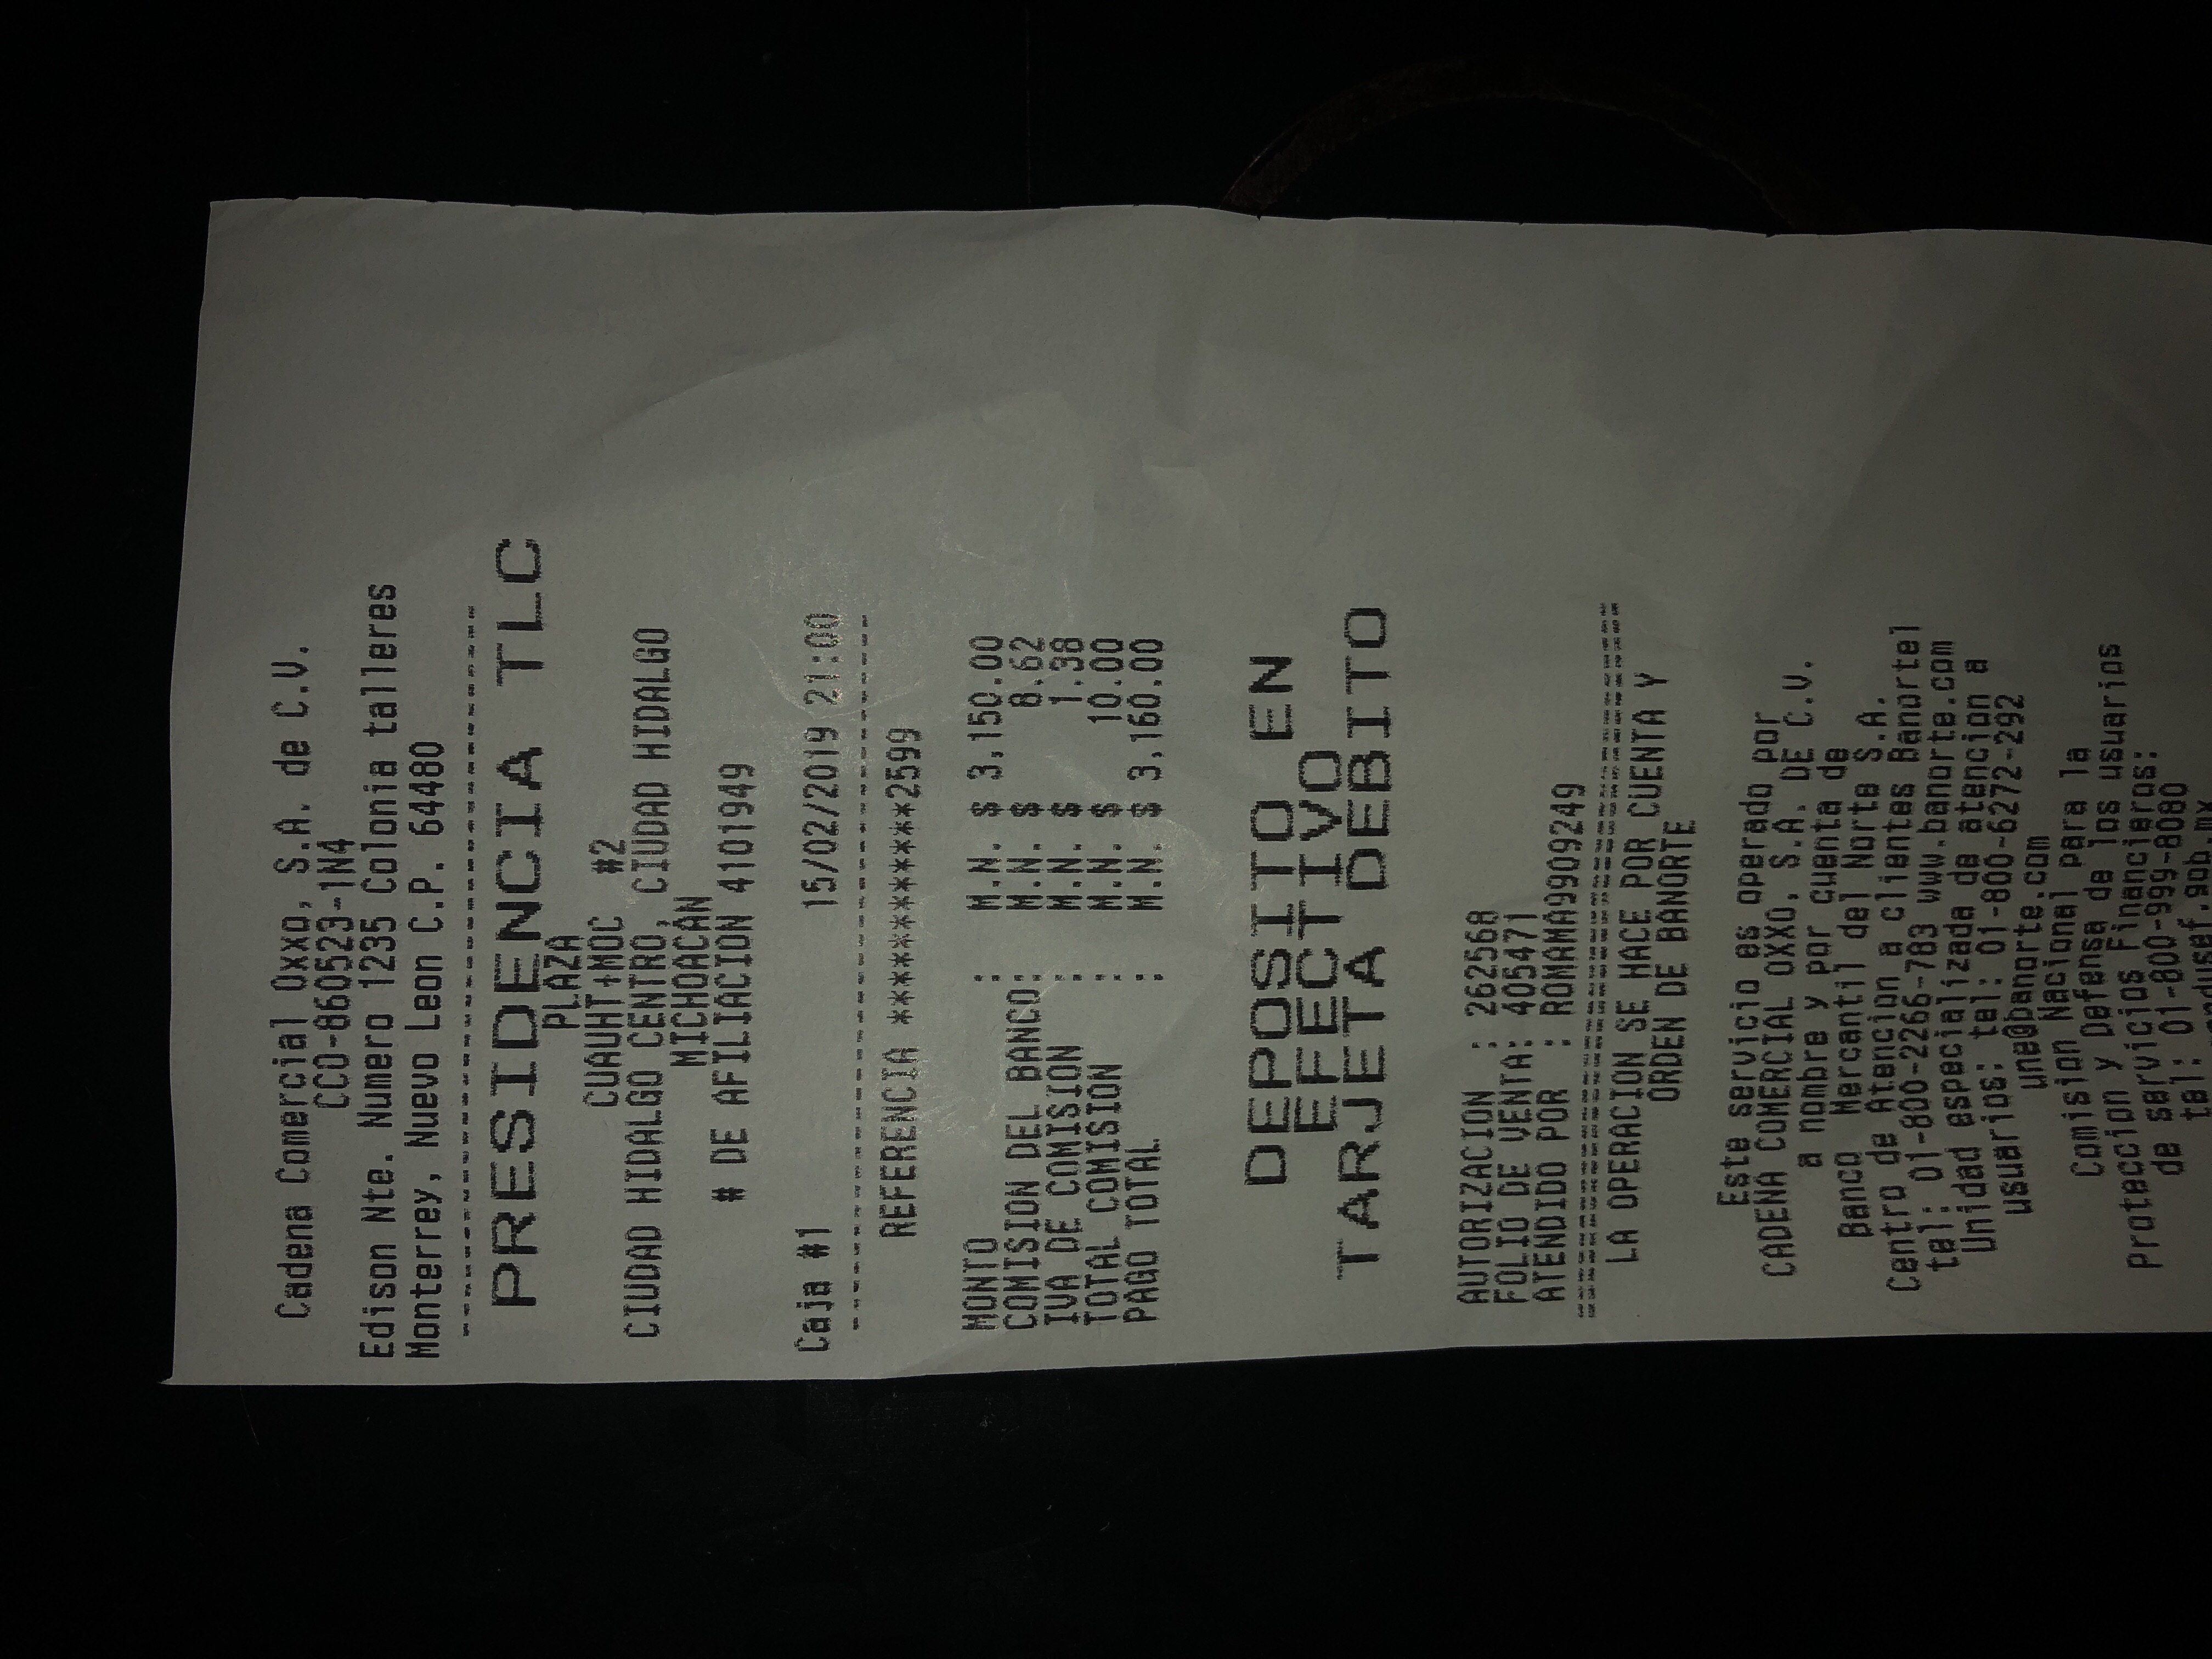 Cadena Comercial Oxxo, S.A. de C.V.
CCO-860523-1N4
Edison Nte. Numero 1235 Colonia talleres
Monterrey, Nuevo Leon C.P. 64480
PRESIDENCIA TLC
PLAZA
CUAUHT+MOC #2
CIUDAD HIDALGO CENTRO, CIUDAD HIDALGO
MICHOACAN
# DE AFILIACION 4101949
Caja #1 15/02/2019 21:00
REFERENCIA ************2599
MONTO : M.N. $ 3,150.00
COMISION DEL BANCO: M.N. $ 8.62
IVA DE COMISION : M.N. $ 1.38
TOTAL COMISION : M.N. $ 10.00
PAGO TOTAL : M.N. $ 3,160.00
DEPOSITO EN
EFECTIVO
TARJETA DEBITO
AUTORIZACION : 262568
FOLIO DE VENTA: 405471
ATENDIDO POR : ROMAMA9909249
LA OPERACION SE HACE POR CUENTA Y
ORDEN DE BANORTE
Este servicio es operado por
CADENA COMERCIAL OXXO, S.A. DE C.V.
a nombre y por cuenta de
Banco Mercantil del Norte S.A.
Centro de Atencion a clientes Banortel
tel: 01-800-2266-783 www.banorte.com
Unidad especializada de atencion a
usuarios: tel: 01-800-6272-292
une@banorte.com
Comision Nacional para la
Proteccion y Defensa de los usuarios
de servicios Financieros:
tel: 01-800-999-8080